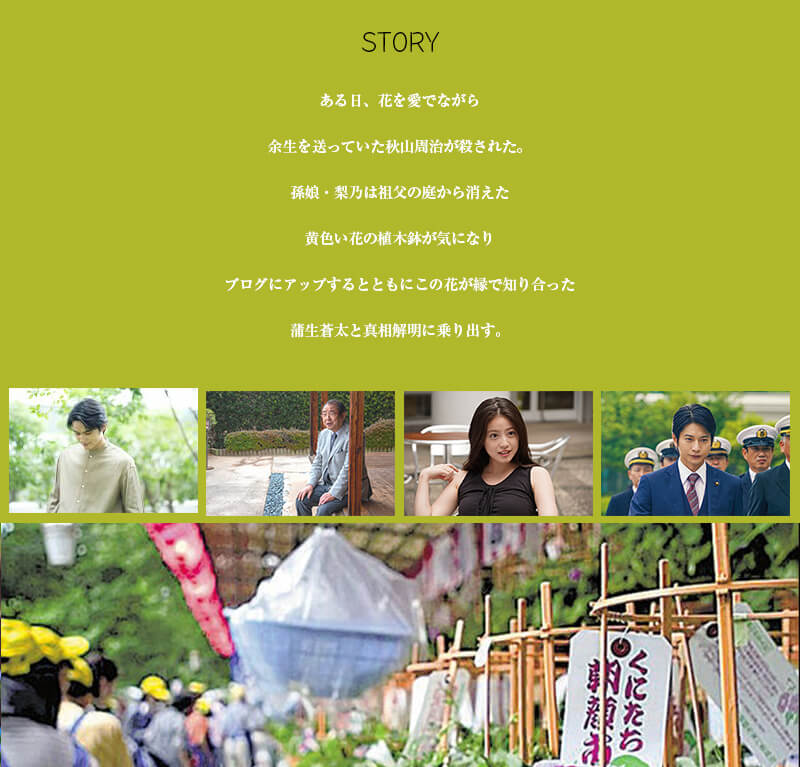 STORY
ある日、花を愛でながら
余生を送っていた秋山周治が殺された。
孫娘・梨乃は祖父の庭から消えた
黄色い花の植木鉢が気になり
ブログにアップするとともにこの花が縁で知り合った
蒲生蒼太と真相解明に乗り出す。
くにたち
朝顔市